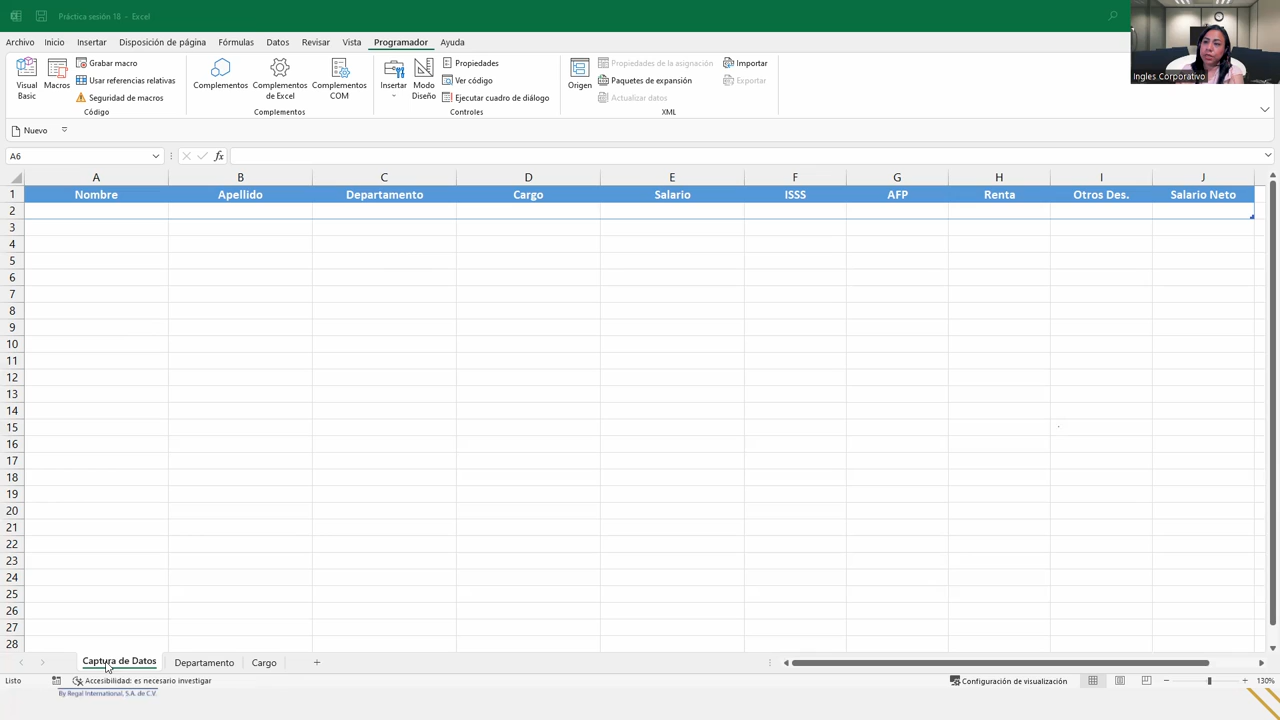 Práctica sesión 18 - Excel
Ingles Corporativo
Archivo Inicio Insertar Disposición de página Fórmulas Datos Revisar Vista Programador Ayuda
Visual Basic
Macros
Grabar macro
Usar referencias relativas
Seguridad de macros
Código
Complementos
Complementos de Excel
Complementos COM
Complementos
Insertar
Modo Diseño
Propiedades
Ver código
Ejecutar cuadro de diálogo
Controles
Origen
Propiedades de la asignación
Paquetes de expansión
Actualizar datos
Importar
Exportar
XML
Nuevo
A6
fx
A B C D E F G H I J
1 Nombre Apellido Departamento Cargo Salario ISSS AFP Renta Otros Des. Salario Neto
2
3
4
5
6
7
8
9
10
11
12
13
14
15
16
17
18
19
20
21
22
23
24
25
26
27
28
Captura de Datos Departamento Cargo +
Listo Accesibilidad: es necesario investigar Configuración de visualización 130%
By Regal International, S.A. de C.V.